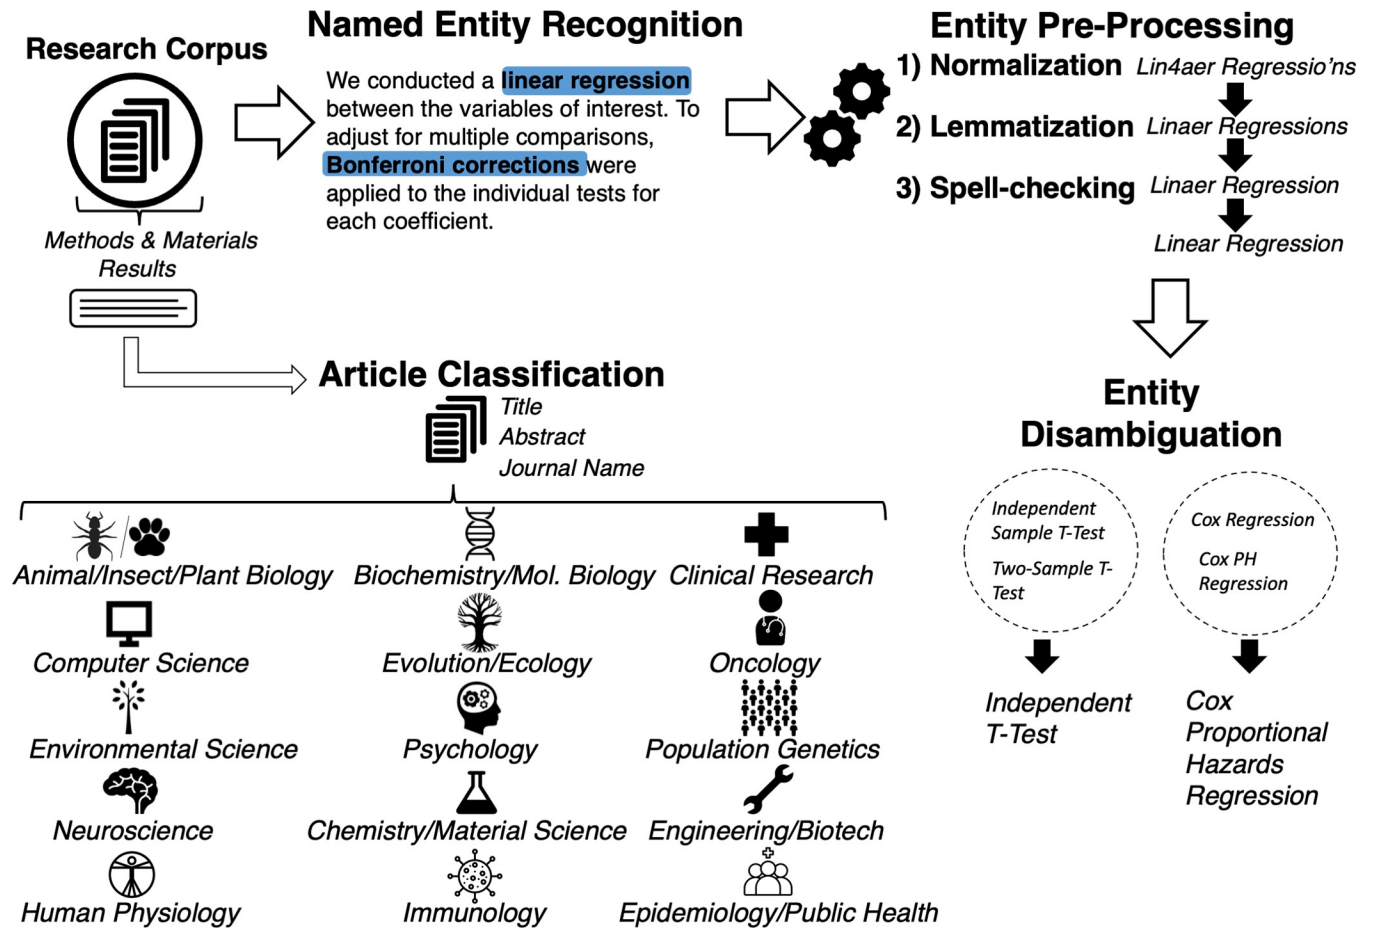 Research Corpus
Methods & Materials
Results
Named Entity Recognition
We conducted a linear regression
between the variables of interest. To
adjust for multiple comparisons,
Bonferroni corrections were
applied to the individual tests for
each coefficient.
Entity Pre-Processing
1) Normalization
Lin4aer Regressio'ns
2) Lemmatization
Linaer Regressions
3) Spell-checking
Linaer Regression
Linear Regression
Entity
Disambiguation
Independent
Sample T-Test
Two-Sample T-
Test
Cox Regression
Cox PH
Regression
Independent
T-Test
Cox
Proportional
Hazards
Regression
Article Classification
Title
Abstract
Journal Name
Animal/Insect/Plant Biology
Biochemistry/Mol. Biology
Clinical Research
Computer Science
Evolution/Ecology
Oncology
Environmental Science
Psychology
Population Genetics
Neuroscience
Chemistry/Material Science
Engineering/Biotech
Human Physiology
Immunology
Epidemiology/Public Health